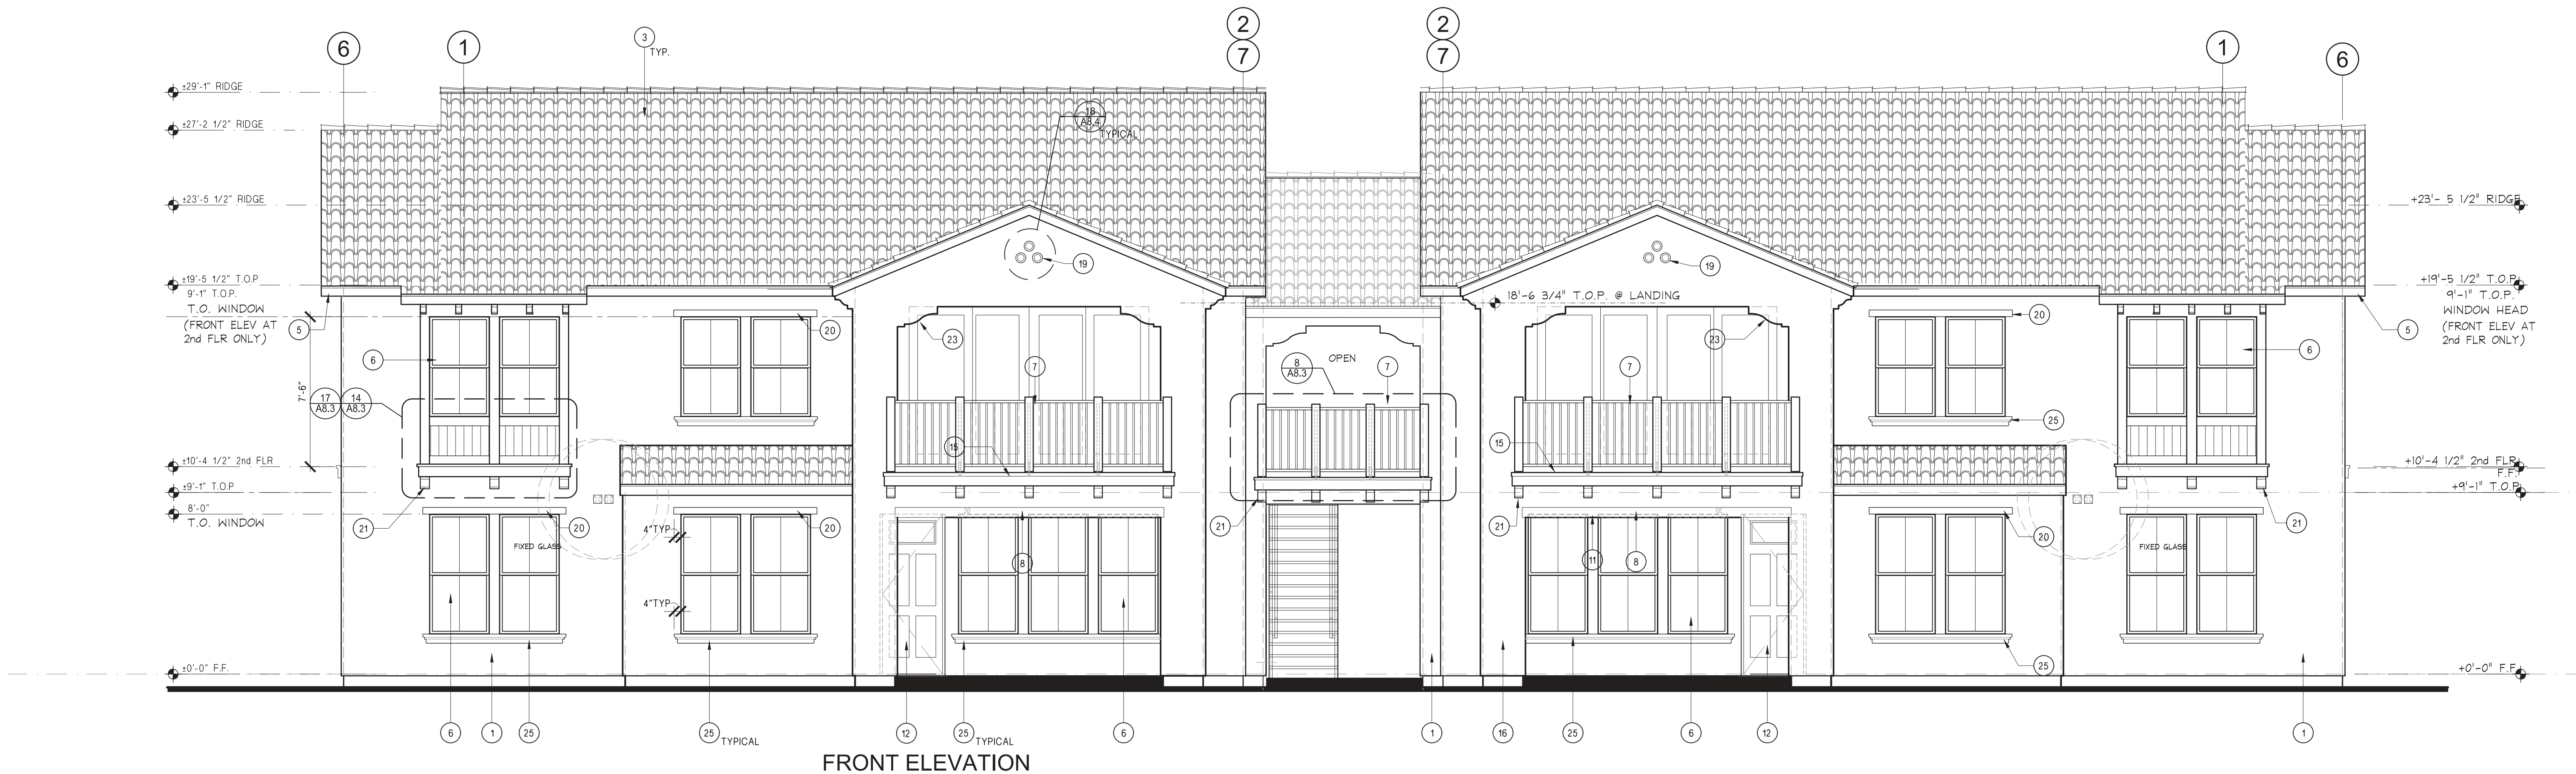 6
1
3
TYP.
2
7
2
7
1
6
±29'-1" RIDGE
18
A8.4
TYPICAL
±27'-2 1/2" RIDGE
±23'-5 1/2" RIDGE
+23'- 5 1/2" RIDGE
19
19
±19'-5 1/2" T.O.P
9'-1" T.O.P.
T.O. WINDOW
(FRONT ELEV AT
2nd FLR ONLY)
5
+19'-5 1/2" T.O.P.
9'-1" T.O.P.
WINDOW HEAD
(FRONT ELEV AT
2nd FLR ONLY)
5
18'-6 3/4" T.O.P. @ LANDING
20
20
23
23
6
6
7
OPEN
8
A8.3
7
7
7'-6"
17
A8.3
14
A8.3
25
15
15
±10'-4 1/2" 2nd FLR
+10'-4 1/2" 2nd FLR
F.F.
±9'-1" T.O.P
+9'-1" T.O.P.
8'-0"
T.O. WINDOW
21
20
20
21
21
21
4"TYP
20
FIXED GLASS
FIXED GLASS
8
11
8
4"TYP
±0'-0" F.F.
25
+0'-0" F.F.
6
1
25
25
TYPICAL
12
25
TYPICAL
6
1
16
25
6
12
1
FRONT ELEVATION